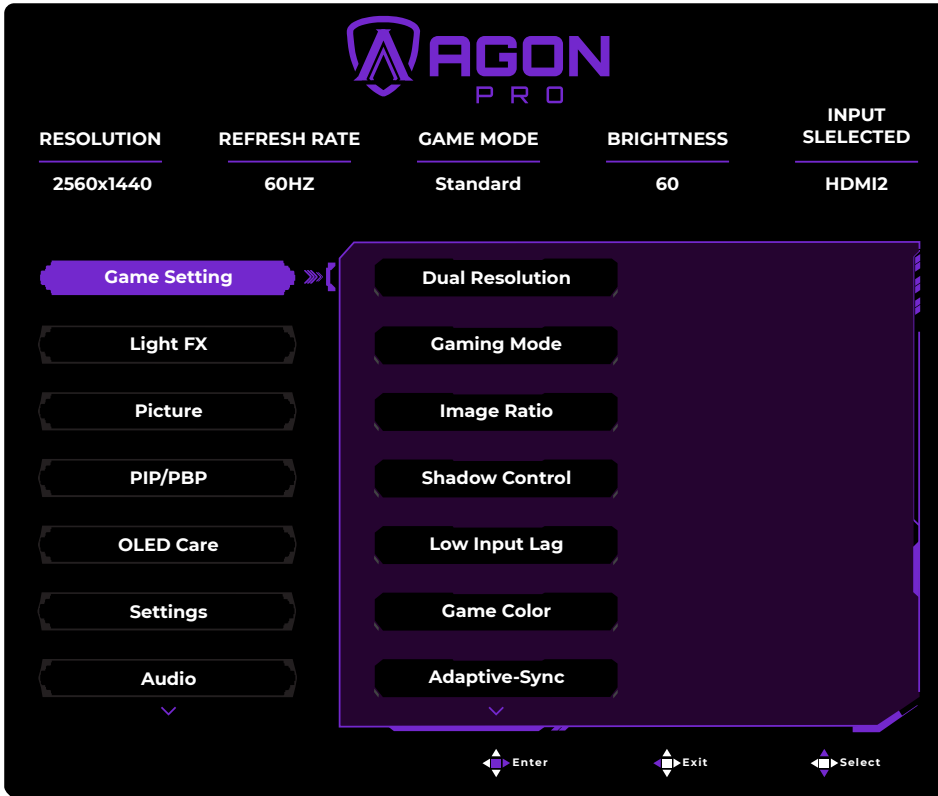 AGON
PRO
RESOLUTION
REFRESH RATE
GAME MODE
BRIGHTNESS
INPUT
SLELECTED
2560x1440
60HZ
Standard
60
HDMI2
Game Setting
Light FX
Picture
PIP/PBP
OLED Care
Settings
Audio
Dual Resolution
Gaming Mode
Image Ratio
Shadow Control
Low Input Lag
Game Color
Adaptive-Sync
Enter
Exit
Select